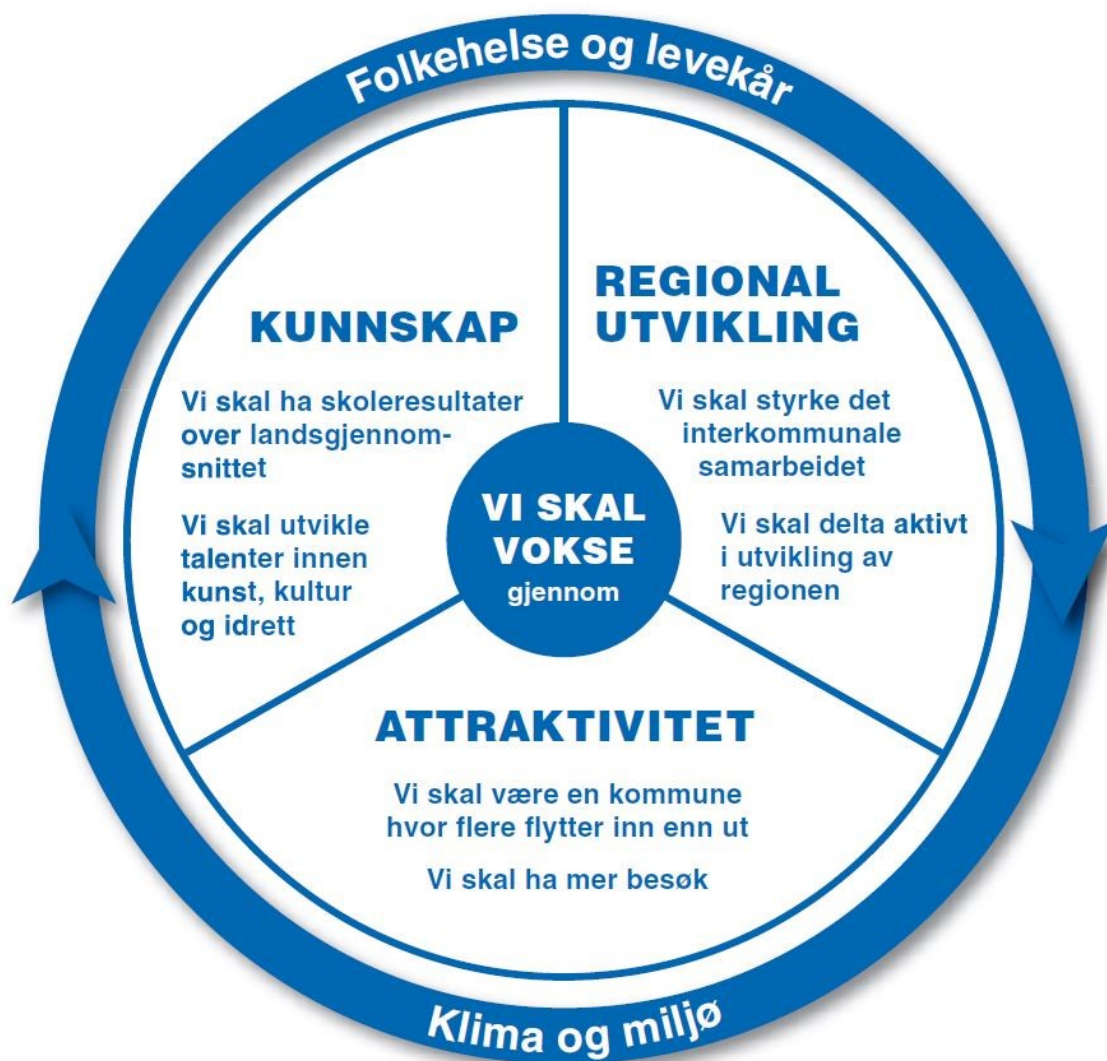 Folkehelse og levekår
KUNNSKAP
Vi skal ha skoleresultater
over landsgjennom-
snittet
Vi skal utvikle
talenter innen
kunst, kultur
og idrett
REGIONAL
UTVIKLING
Vi skal styrke det
interkommunale
samarbeidet
Vi skal delta aktivt
i utvikling av
regionen
VI SKAL
VOKSE
gjennom
ATTRAKTIVITET
Vi skal være en kommune
hvor flere flytter inn enn ut
Vi skal ha mer besøk
Klima og miljø